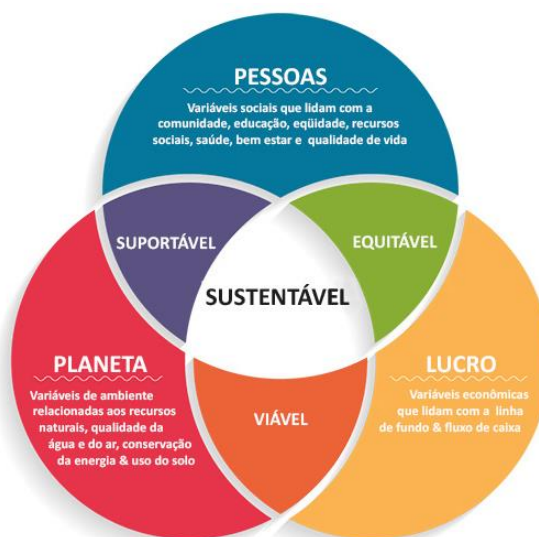 PESSOAS
Variáveis sociais que lidam com a
comunidade, educação, eqüidade, recursos
sociais, saúde, bem estar e qualidade de vida
SUPORTÁVEL
EQUITÁVEL
SUSTENTÁVEL
PLANETA
Variáveis de ambiente
relacionadas aos recursos
naturais, qualidade da
água e do ar, conservação
da energia & uso do solo
LUCRO
Variáveis econômicas
que lidam com a linha
de fundo & fluxo de caixa
VIÁVEL